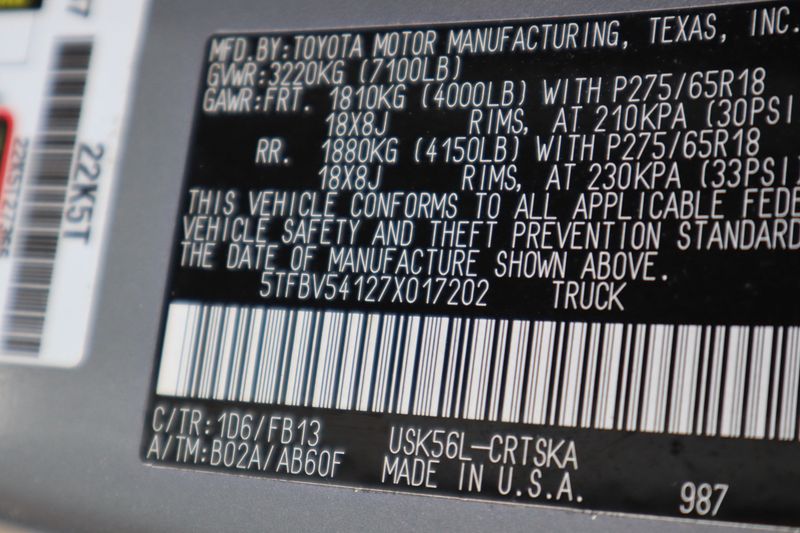 MFD.BY:TOYOTA MOTOR MANUFACTURING, TEXAS, INC.
GVWR:3220KG (7100LB)
GAWR:FRT. 1810KG (4000LB) WITH P275/65R18
18X8J RIMS, AT 210KPA (30PSI
RR. 1880KG (4150LB) WITH P275/65R18
18X8J RIMS, AT 230KPA (33PSI)
THIS VEHICLE CONFORMS TO ALL APPLICABLE FEDE
VEHICLE SAFETY AND THEFT PREVENTION STANDARD
THE DATE OF MANUFACTURE SHOWN ABOVE.
5TFBV54127X017202 TRUCK
C/TR:1D6/FB13 USK56L-CRTSKA
A/TM:B02A/AB60F MADE IN U.S.A.
987
22K5T